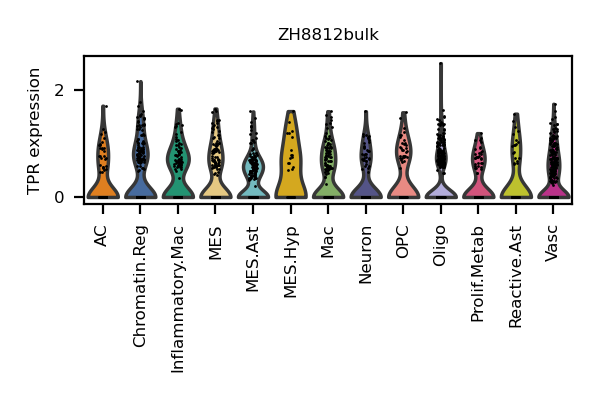 ZH8812bulk
TPR expression
2
0
AC
Chromatin.Reg
Inflammatory.Mac
MES
MES.Ast
MES.Hyp
Mac
Neuron
OPC
Oligo
Prolif.Metab
Reactive.Ast
Vasc